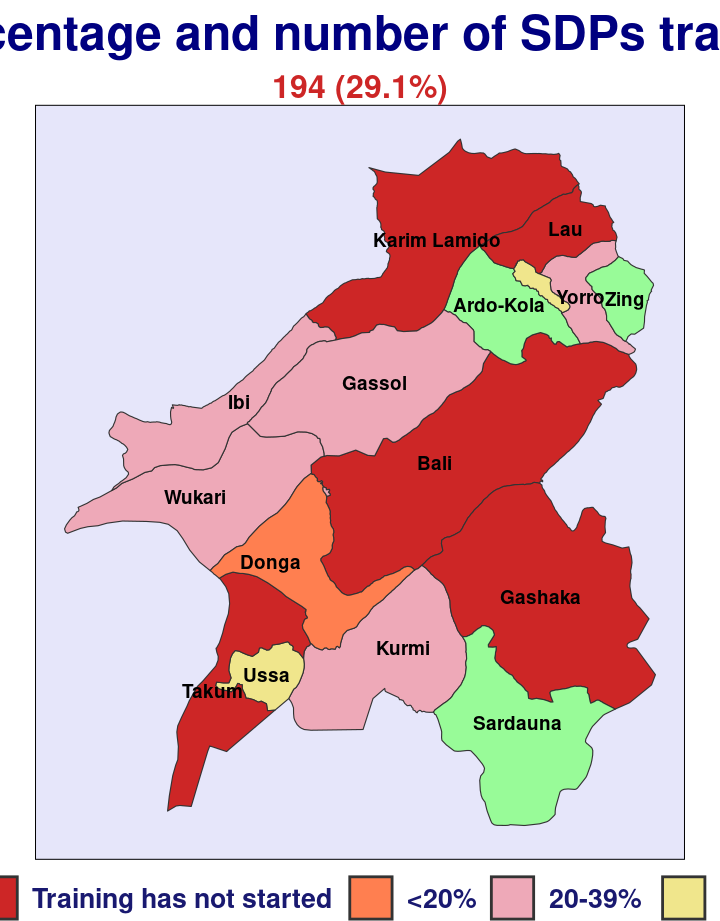 centage and number of SDPs tra
194 (29.1%)
Karim Lamido
Lau
Ardo-Kola
Yorro
Zing
Gassol
Ibi
Bali
Wukari
Donga
Gashaka
Kurmi
Ussa
Takum
Sardauna
Training has not started <20% 20-39%